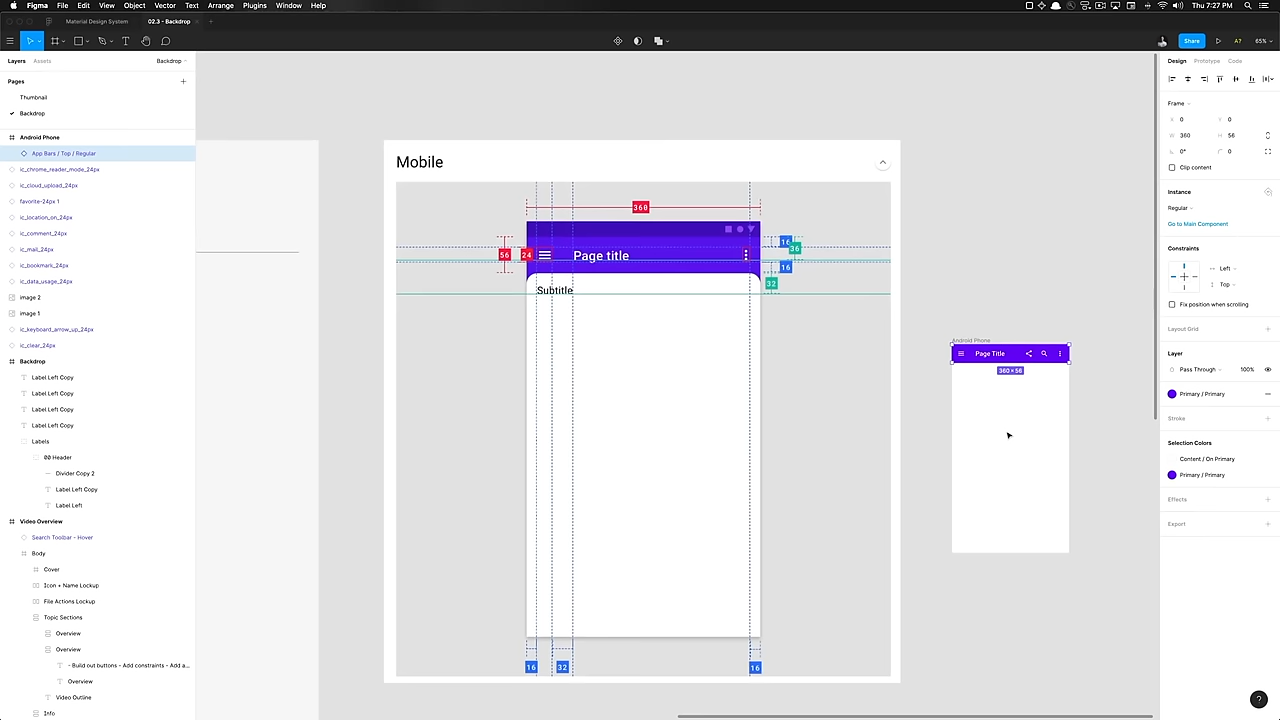 Figma File Edit View Object Vector Text Arrange Plugins Window Help
Thu 7:27 PM
Material Design System
02.3 - Backdrop
Share
A?
65%
Layers Assets Backdrop
Pages
Thumbnail
Backdrop
Android Phone
App Bars / Top / Regular
ic_chrome_reader_mode_24px
ic_cloud_upload_24px
favorite-24px 1
ic_location_on_24px
ic_comment_24px
ic_mail_24px
ic_bookmark_24px
ic_data_usage_24px
image 2
image 1
ic_keyboard_arrow_up_24px
ic_clear_24px
Backdrop
Label Left Copy
Label Left Copy
Label Left Copy
Label Left Copy
Labels
00 Header
Divider Copy 2
Label Left Copy
Label Left
Video Overview
Search Toolbar - Hover
Body
Cover
Icon + Name Lockup
File Actions Lockup
Topic Sections
Overview
Overview
- Build out buttons - Add constraints - Add a...
Overview
Video Outline
Info
Mobile
360
56
24
Page title
16
36
16
32
Subtitle
16
32
16
Android Phone
Page Title
360 × 56
Design Prototype Code
Frame
X 0 Y 0
W 360 H 56
0° 0
Clip content
Instance
Regular
Go to Main Component
Constraints
Left
Top
Fix position when scrolling
Layout Grid
Layer
Pass Through 100%
Primary / Primary
Stroke
Selection Colors
Content / On Primary
Primary / Primary
Effects
Export
?